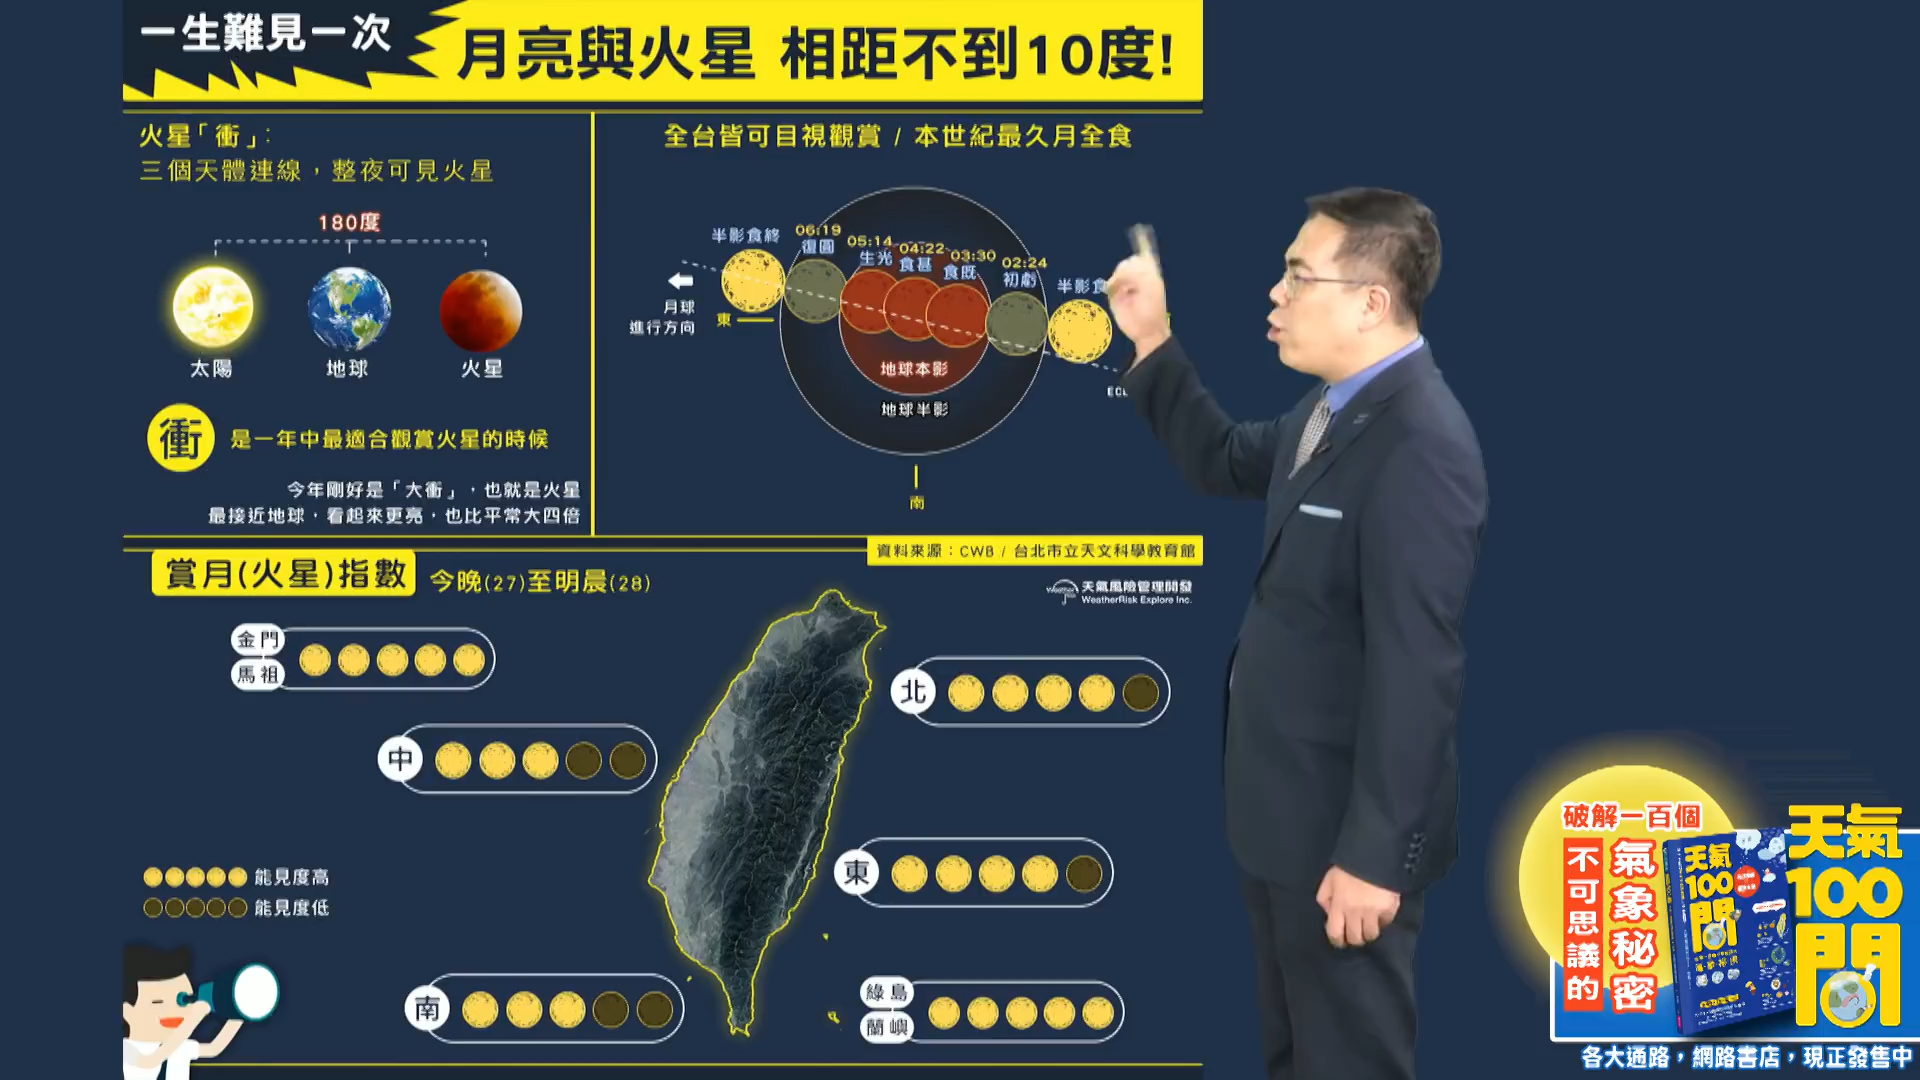 一生難見一次
月亮與火星 相距不到10度!
火星「衝」:
三個天體連線，整夜可見火星
180度
太陽
地球
火星
衝
是一年中最適合觀賞火星的時候
今年剛好是「大衝」，也就是火星
最接近地球，看起來更亮，也比平常大四倍
全台皆可目視觀賞 / 本世紀最久月全食
半影食終
06:19
復圓
05:14
生光
04:22
食甚
03:30
食既
02:24
初虧
半影食
月球
進行方向
東
地球本影
地球半影
南
資料來源：CWB / 台北市立天文科學教育館
天氣風險管理開發
WeatherRisk Explore Inc.
賞月(火星)指數
今晚(27)至明晨(28)
金門
馬祖
北
中
東
南
綠島
蘭嶼
能見度高
能見度低
破解一百個
不可思議的
氣象秘密
天氣
100
問
天氣
100
問
各大通路，網路書店，現正發售中